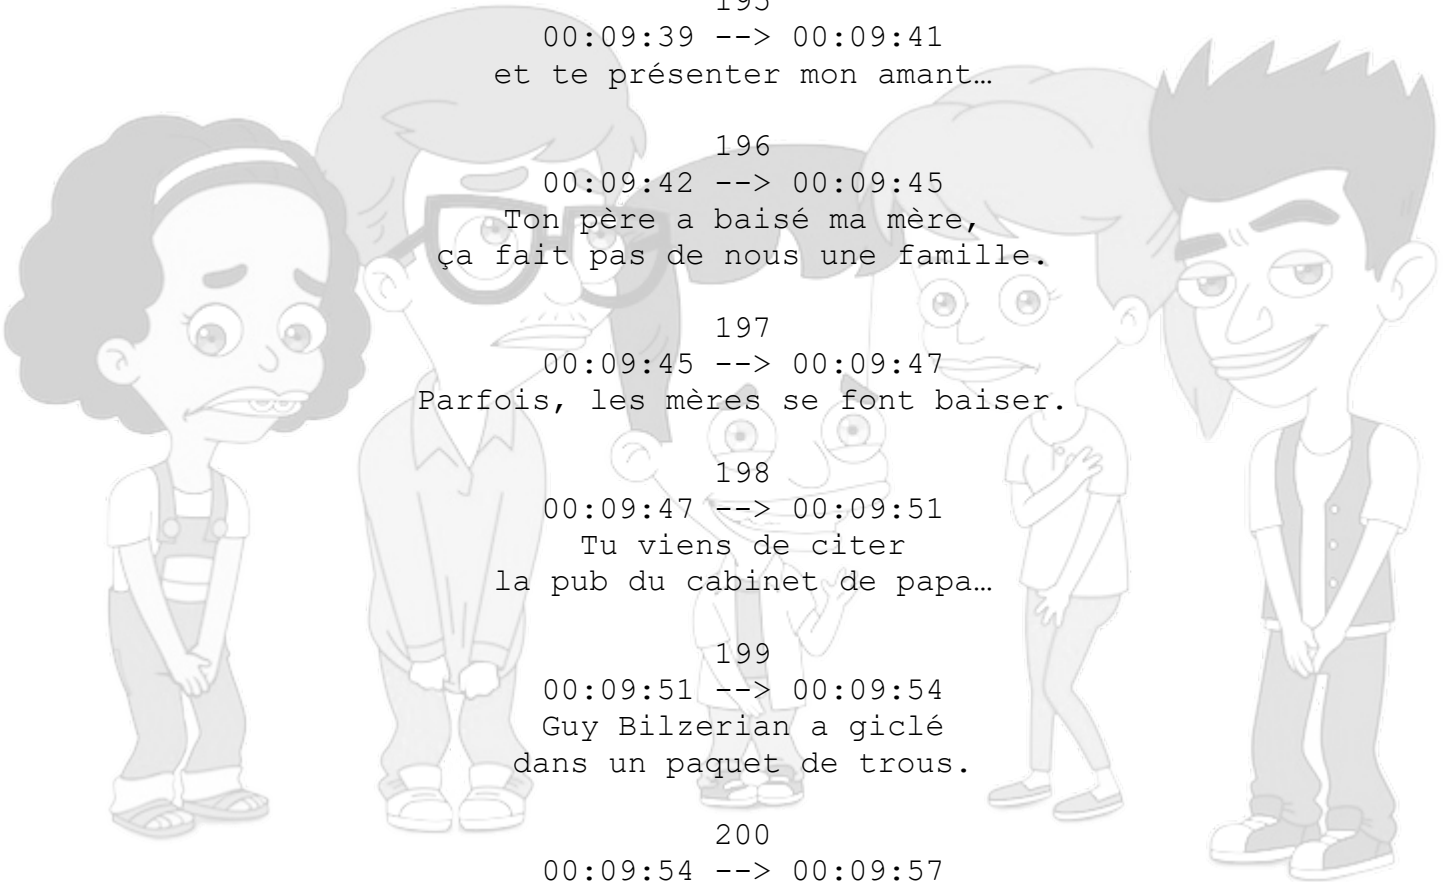 195
00:09:39 --> 00:09:41
et te présenter mon amant…
196
00:09:42 --> 00:09:45
Ton père a baisé ma mère,
ça fait pas de nous une famille.
197
00:09:45 --> 00:09:47
Parfois, les mères se font baiser.
198
00:09:47 --> 00:09:51
Tu viens de citer
la pub du cabinet de papa…
199
00:09:51 --> 00:09:54
Guy Bilzerian a giclé
dans un paquet de trous.
200
00:09:54 --> 00:09:57